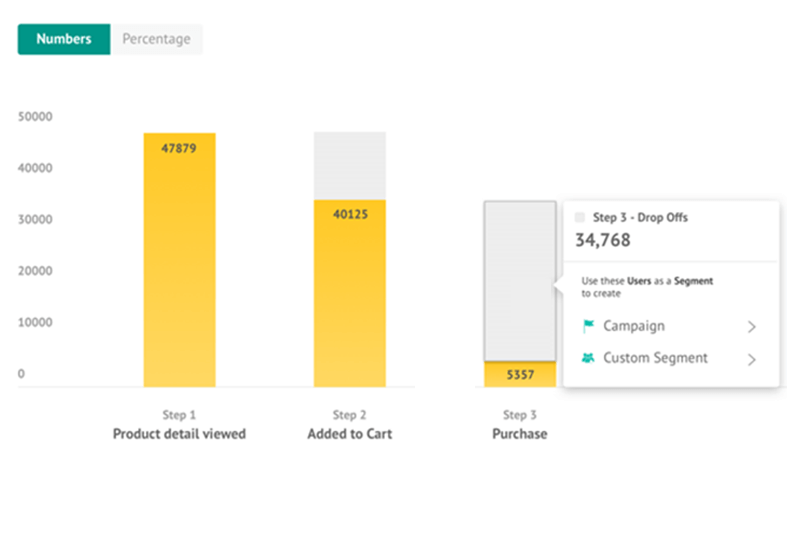 Numbers Percentage
50000
40000
30000
20000
10000
0
47879
40125
5357
Step 3 - Drop Offs
34,768
Use these Users as a Segment
to create
Campaign
Custom Segment
Step 1
Product detail viewed
Step 2
Added to Cart
Step 3
Purchase